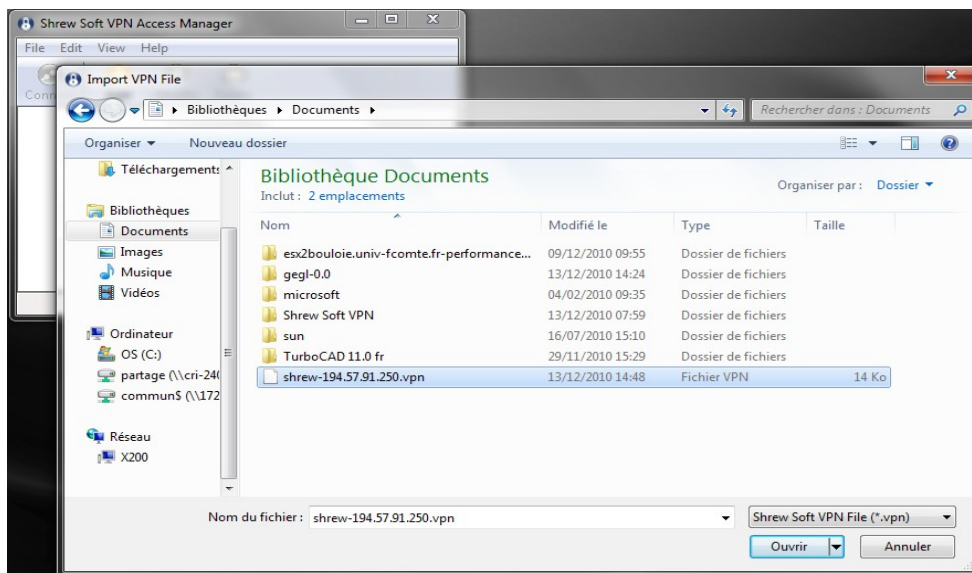 Shrew Soft VPN Access Manager
File Edit View Help
Import VPN File
Bibliothèques Documents
Rechercher dans : Documents
Organiser Nouveau dossier
Téléchargements
Bibliothèques
Documents
Images
Musique
Vidéos
Ordinateur
OS (C:)
partage (\\cri-240
commun$ (\\172
Réseau
X200
Bibliothèque Documents
Inclut : 2 emplacements
Organiser par : Dossier
Nom Modifié le Type Taille
esx2bouloie.univ-fcomte.fr-performance... 09/12/2010 09:55 Dossier de fichiers
gegl-0.0 13/12/2010 14:24 Dossier de fichiers
microsoft 04/02/2010 09:35 Dossier de fichiers
Shrew Soft VPN 13/12/2010 07:59 Dossier de fichiers
sun 16/07/2010 15:10 Dossier de fichiers
TurboCAD 11.0 fr 29/11/2010 15:29 Dossier de fichiers
shrew-194.57.91.250.vpn 13/12/2010 14:48 Fichier VPN 14 Ko
Nom du fichier : shrew-194.57.91.250.vpn
Shrew Soft VPN File (*.vpn)
Ouvrir Annuler